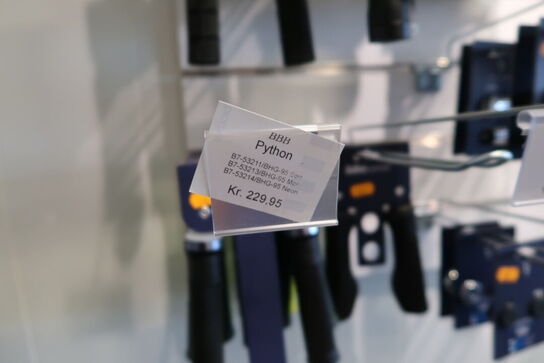 BBB
Python
B7-53211/BHG-95
B7-53213/BHG-95
B7-53214/BHG-95 Neon
Kr. 229,95